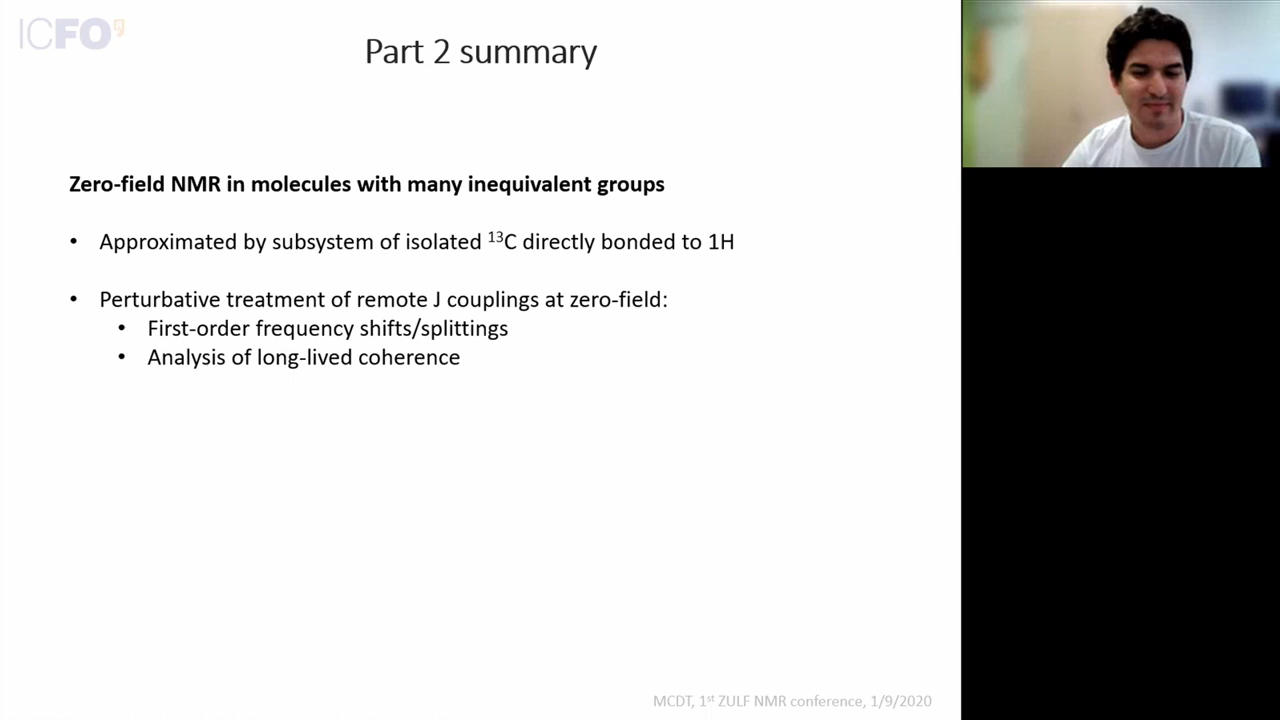 ICFO
Part 2 summary
Zero-field NMR in molecules with many inequivalent groups
• Approximated by subsystem of isolated ¹³C directly bonded to 1H
• Perturbative treatment of remote J couplings at zero-field:
• First-order frequency shifts/splittings
• Analysis of long-lived coherence
MCDT, 1ˢᵗ ZULF NMR conference, 1/9/2020